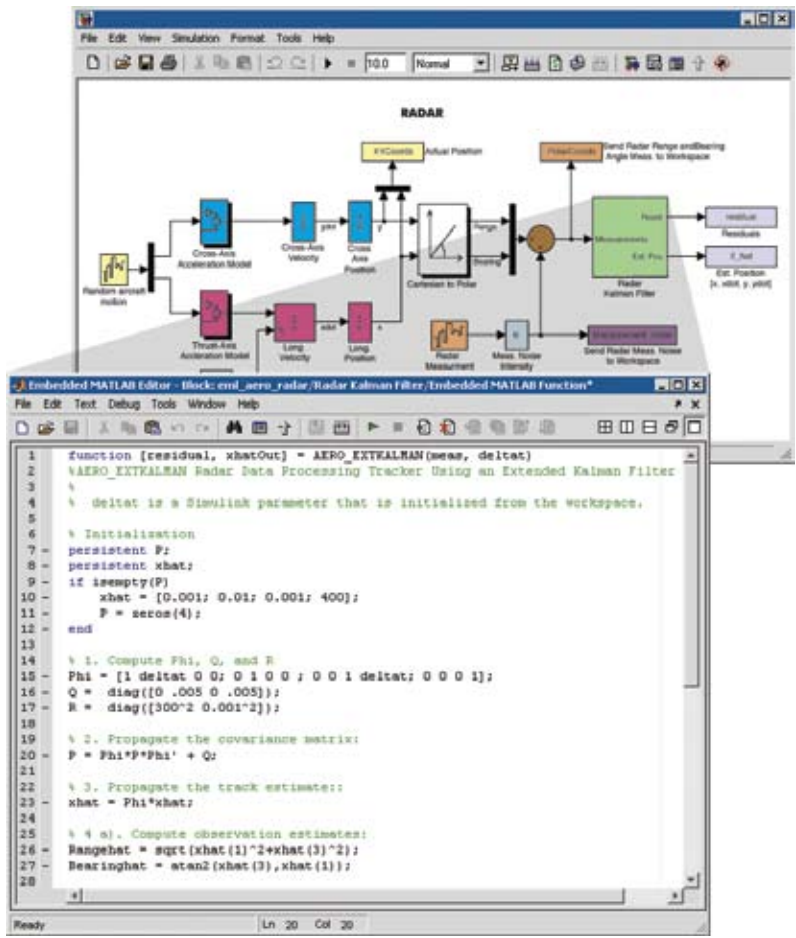 File Edit View Simulation Format Tools Help
10.0 Normal
RADAR
XYCoords
Actual Position
PolarCoords
Send Radar Range andBearing
Angle Meas. to Workspace
Random aircraft
motion
Cross-Axis
Acceleration Model
Cross-Axis
Velocity
Cross
Axis
Position
y
Cartesian to Polar
Range
Bearing
Measurements
Resid
Est. Pos
Radar
Kalman Filter
residual
Residuals
X_hat
Est. Position
[x, xdot, y, ydot]
Thrust-Axis
Accleration Model
Long
Velocity
xdot
Long.
Position
x
Radar
Measurment
Meas. Noise
Intensity
Send Radar Meas. Noise
to Workspace
Embedded MATLAB Editor - Block: eml_aero_radar/Radar Kalman Filter/Embedded MATLAB Function*
File Edit Text Debug Tools Window Help
1 function [residual, xhatOut] = AERO_EXTKALMAN(meas, deltat)
2 %AERO_EXTKALMAN Radar Data Processing Tracker Using an Extended Kalman Filter
3 %
4 % deltat is a Simulink parameter that is initialized from the workspace.
5
6 % Initialization
7 - persistent P;
8 - persistent xhat;
9 - if isempty(P)
10 - xhat = [0.001; 0.01; 0.001; 400];
11 - P = zeros(4);
12 - end
13
14 % 1. Compute Phi, Q, and R
15 - Phi = [1 deltat 0 0; 0 1 0 0 ; 0 0 1 deltat; 0 0 0 1];
16 - Q = diag([0 .005 0 .005]);
17 - R = diag([300^2 0.001^2]);
18
19 % 2. Propagate the covariance matrix:
20 - P = Phi*P*Phi' + Q;
21
22 % 3. Propagate the track estimate::
23 - xhat = Phi*xhat;
24
25 % 4 a). Compute observation estimates:
26 - Rangehat = sqrt(xhat(1)^2+xhat(3)^2);
27 - Bearinghat = atan2(xhat(3),xhat(1));
28
Ready Ln 20 Col 20